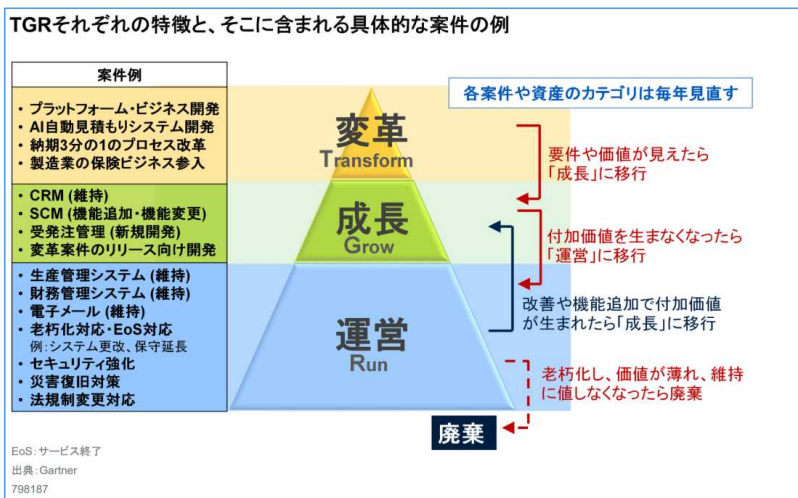 TGRそれぞれの特徴と、そこに含まれる具体的な案件の例
案件例
・プラットフォーム・ビジネス開発
・AI自動見積もりシステム開発
・納期3分の1のプロセス改革
・製造業の保険ビジネス参入
・CRM (維持)
・SCM (機能追加・機能変更)
・受発注管理 (新規開発)
・変革案件のリリース向け開発
・生産管理システム (維持)
・財務管理システム (維持)
・電子メール (維持)
・老朽化対応・EoS対応
例:システム更改、保守延長
・セキュリティ強化
・災害復旧対策
・法規制変更対応
変革
Transform
成長
Grow
運営
Run
各案件や資産のカテゴリは毎年見直す
要件や価値が見えたら
「成長」に移行
付加価値を生まなくなったら
「運営」に移行
改善や機能追加で付加価値
が生まれたら「成長」に移行
老朽化し、価値が薄れ、維持
に値しなくなったら廃棄
廃棄
EoS:サービス終了
出典:Gartner
798187